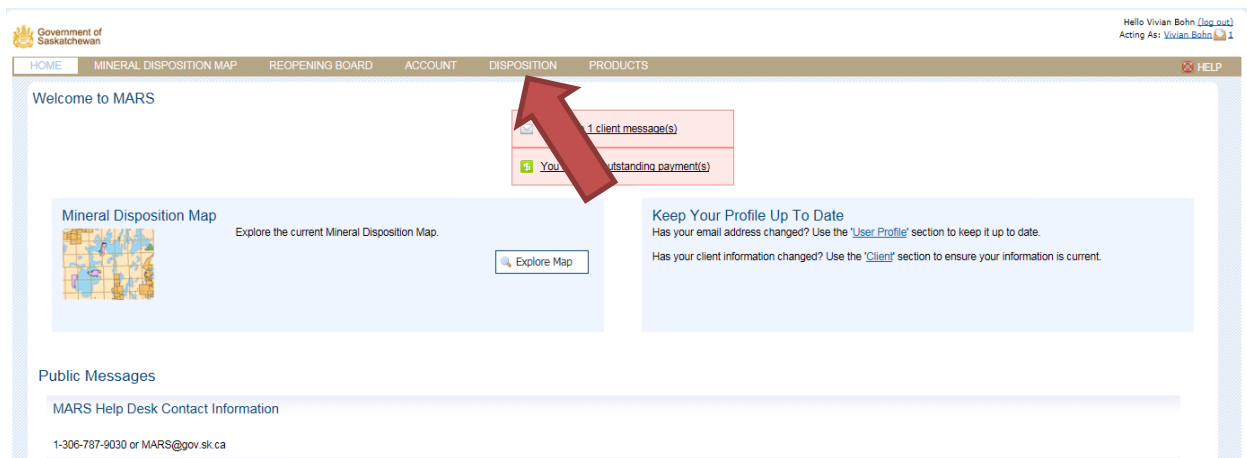 Government of
Saskatchewan
Hello Vivian Bohn (log out)
Acting As: Vivian Bohn 1
HOME MINERAL DISPOSITION MAP REOPENING BOARD ACCOUNT DISPOSITION PRODUCTS HELP
Welcome to MARS
1 client message(s)
You outstanding payment(s)
Mineral Disposition Map
Explore the current Mineral Disposition Map.
Explore Map
Keep Your Profile Up To Date
Has your email address changed? Use the 'User Profile' section to keep it up to date.
Has your client information changed? Use the 'Client' section to ensure your information is current.
Public Messages
MARS Help Desk Contact Information
1-306-787-9030 or MARS@gov.sk.ca